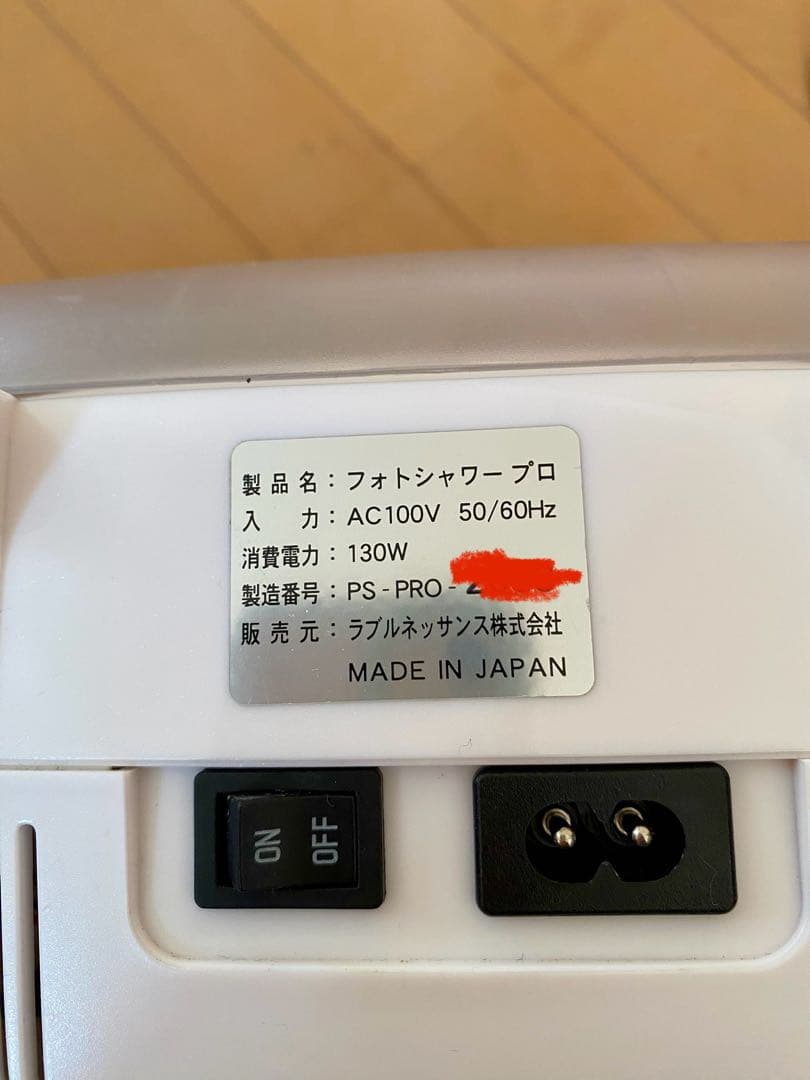 製品名：フォトシャワー プロ
入力：AC100V 50/60Hz
消費電力：130W
製造番号：PS-PRO-
販売元：ラブルネッサンス株式会社
MADE IN JAPAN
ON OFF